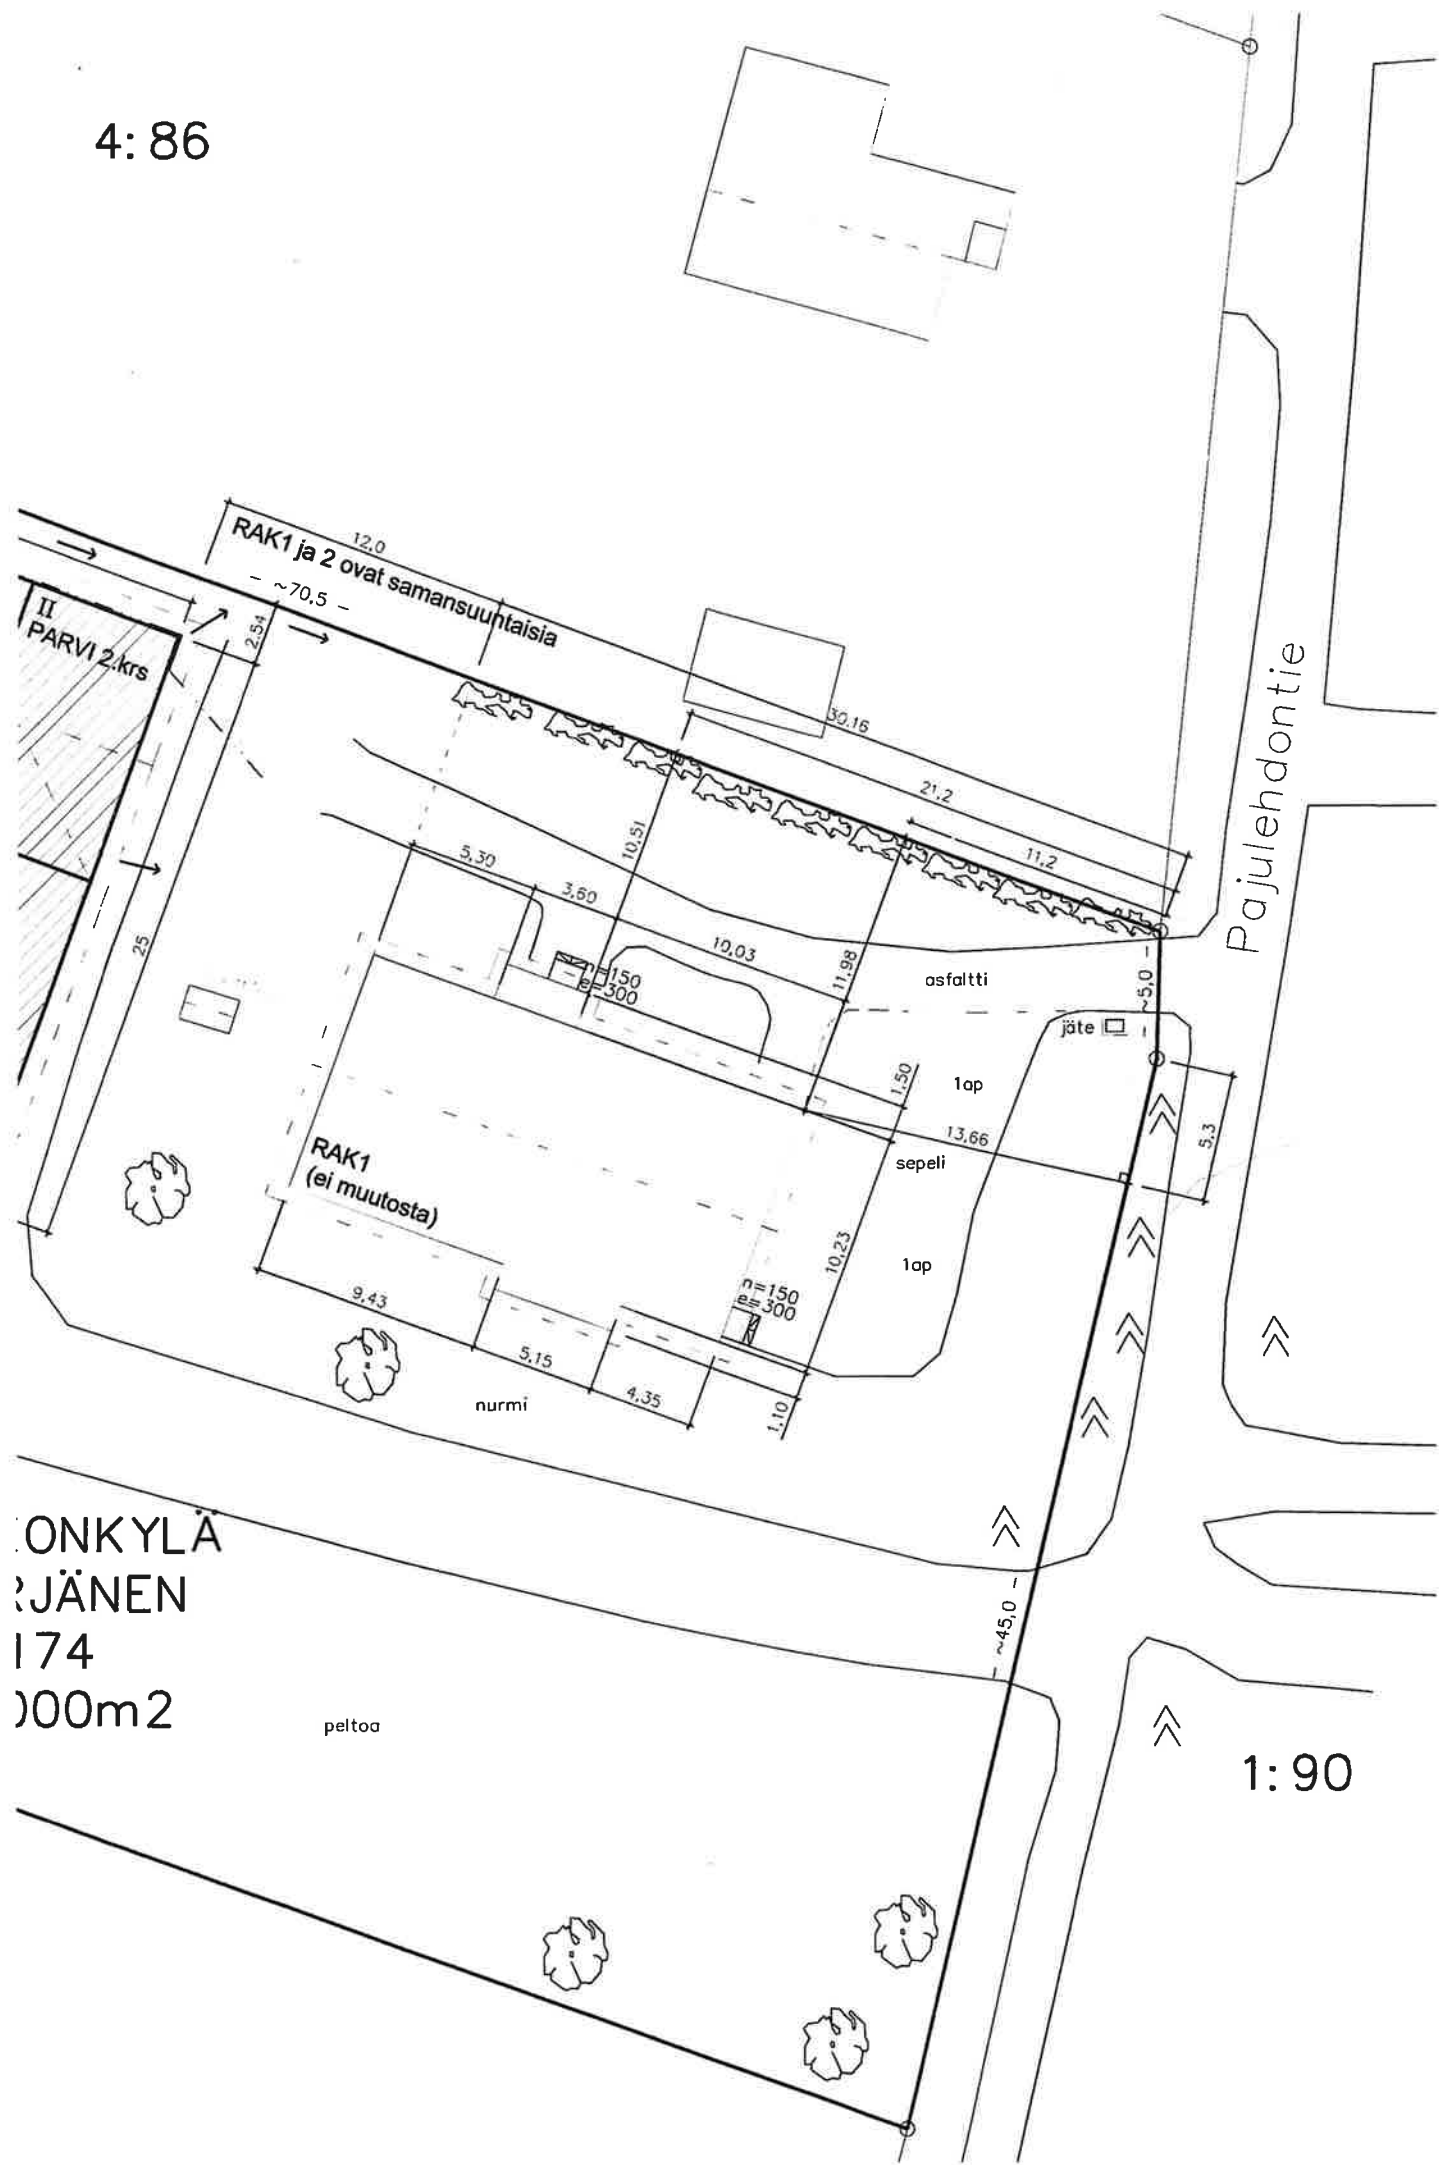 4:86
RAK1 ja 2 ovat samansuuntaisia
12.0
~70.5
2.54
II
PARVI 2.krs
30.16
21.2
11.2
Pajulehdontie
10.51
5,30
3,60
10,03
11,98
25
n=150
e=300
asfaltti
~5,0
jäte
1ap
1,50
13,66
sepeli
5,3
RAK1
(ei muutosta)
10,23
1ap
n=150
e=300
9,43
5,15
4,35
1,10
nurmi
ONKYLÄ
JÄNEN
174
000m2
~45,0
peltoa
1:90